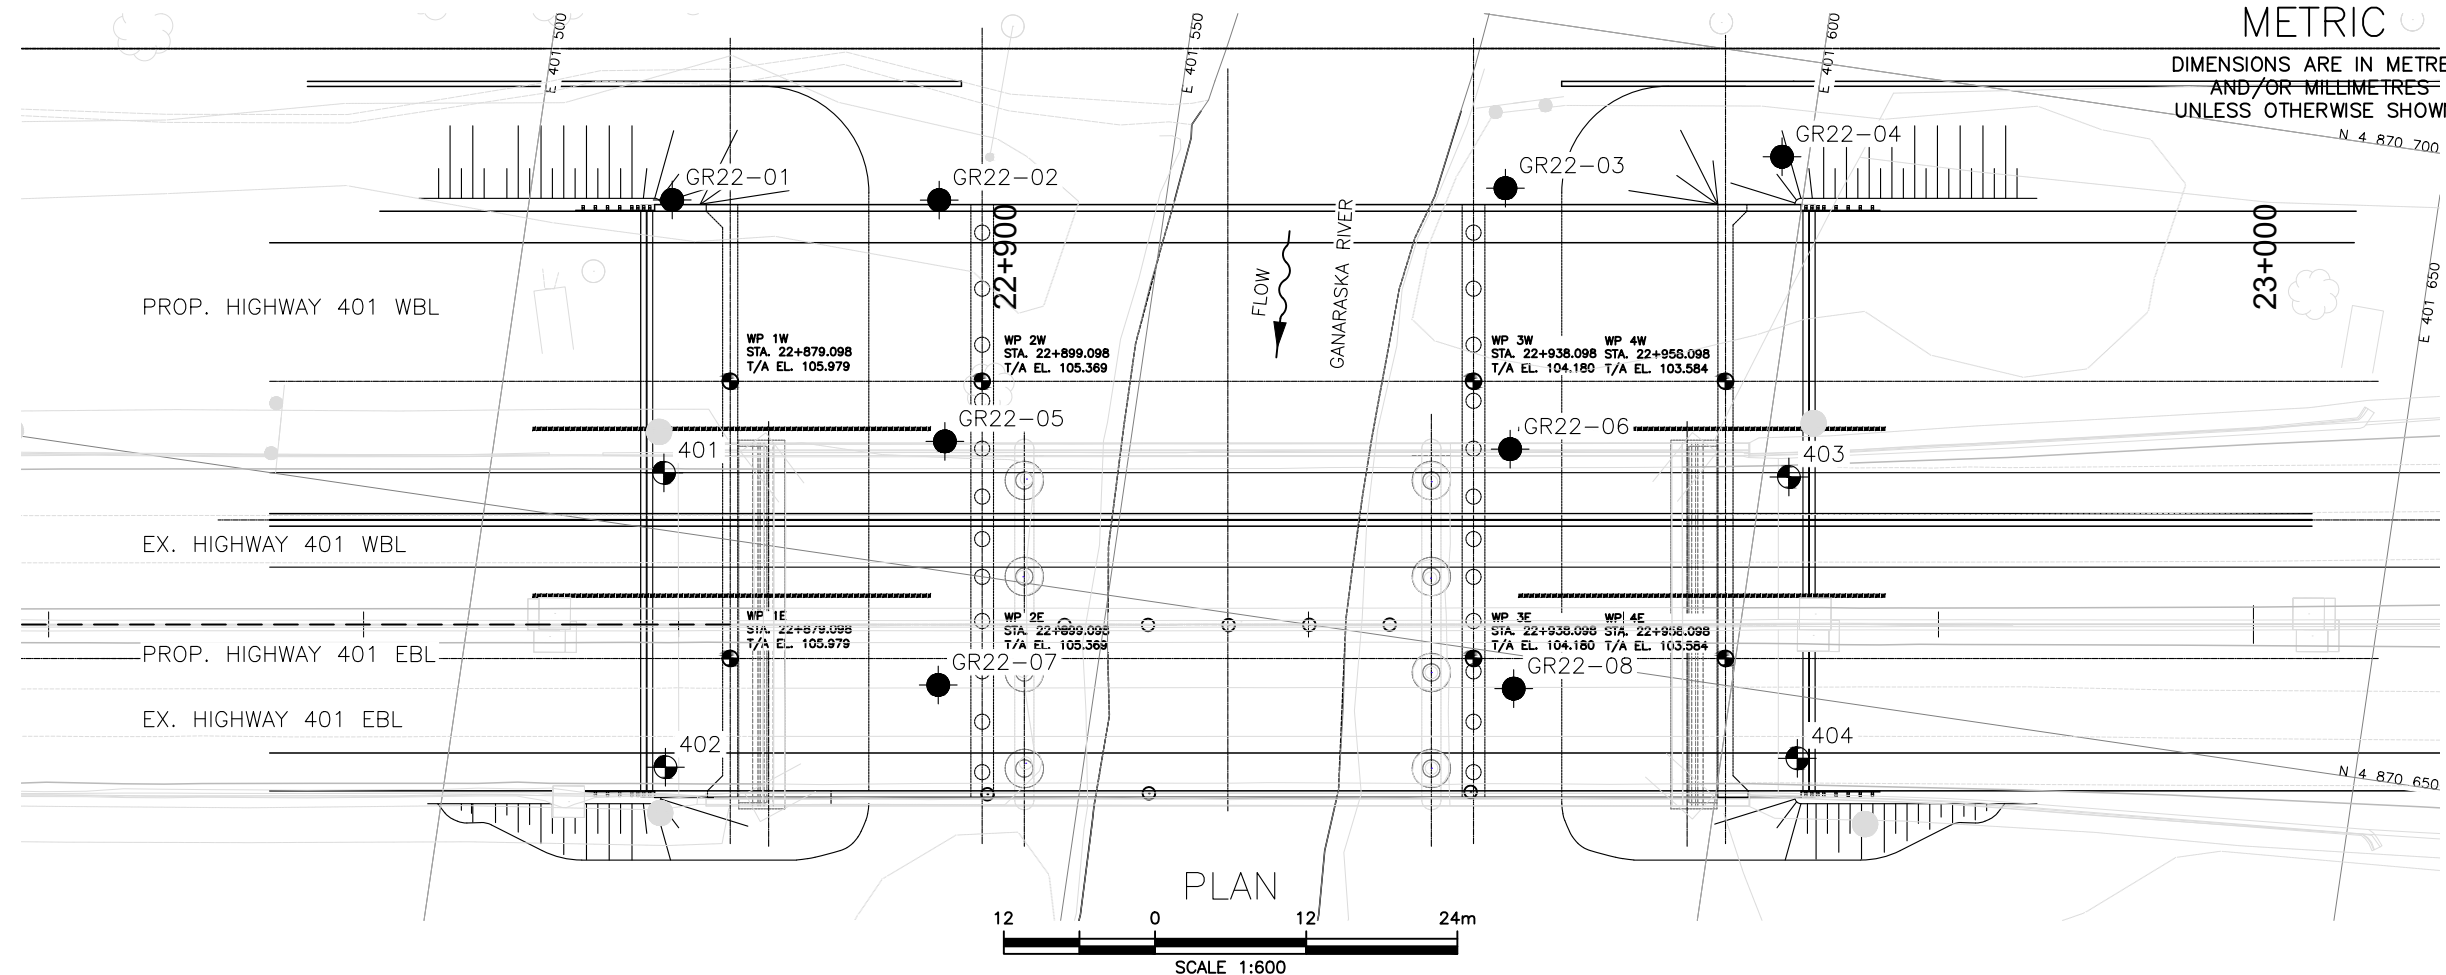 METRIC
DIMENSIONS ARE IN METRE
AND/OR MILLIMETRES
UNLESS OTHERWISE SHOWN
E 401 500
E 401 550
E 401 600
N 4 870 700
GR22-01
GR22-02
GR22-03
GR22-04
22+900
GANARASKA RIVER
FLOW
23+000
E 401 650
PROP. HIGHWAY 401 WBL
WP 1W
STA. 22+879.098
T/A EL. 105.979
WP 2W
STA. 22+899.098
T/A EL. 105.369
WP 3W
STA. 22+938.098
T/A EL. 104.180
WP 4W
STA. 22+958.098
T/A EL. 103.584
GR22-05
GR22-06
401
403
EX. HIGHWAY 401 WBL
WP 1E
STA. 22+879.098
T/A EL. 105.979
WP 2E
STA. 22+899.098
T/A EL. 105.369
WP 3E
STA. 22+938.098
T/A EL. 104.180
WP 4E
STA. 22+958.098
T/A EL. 103.584
PROP. HIGHWAY 401 EBL
GR22-07
GR22-08
EX. HIGHWAY 401 EBL
402
404
N 4 870 650
PLAN
12 0 12 24m
SCALE 1:600